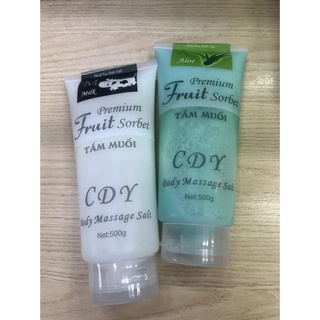 Milk
Premium
Fruit Sorbet
TẮM MUỐI
CDY
Body Massage Salt
Net:500g
Aloe
Premium
Fruit Sorbet
TẮM MUỐI
CDY
Body Massage Salt
Net:500g